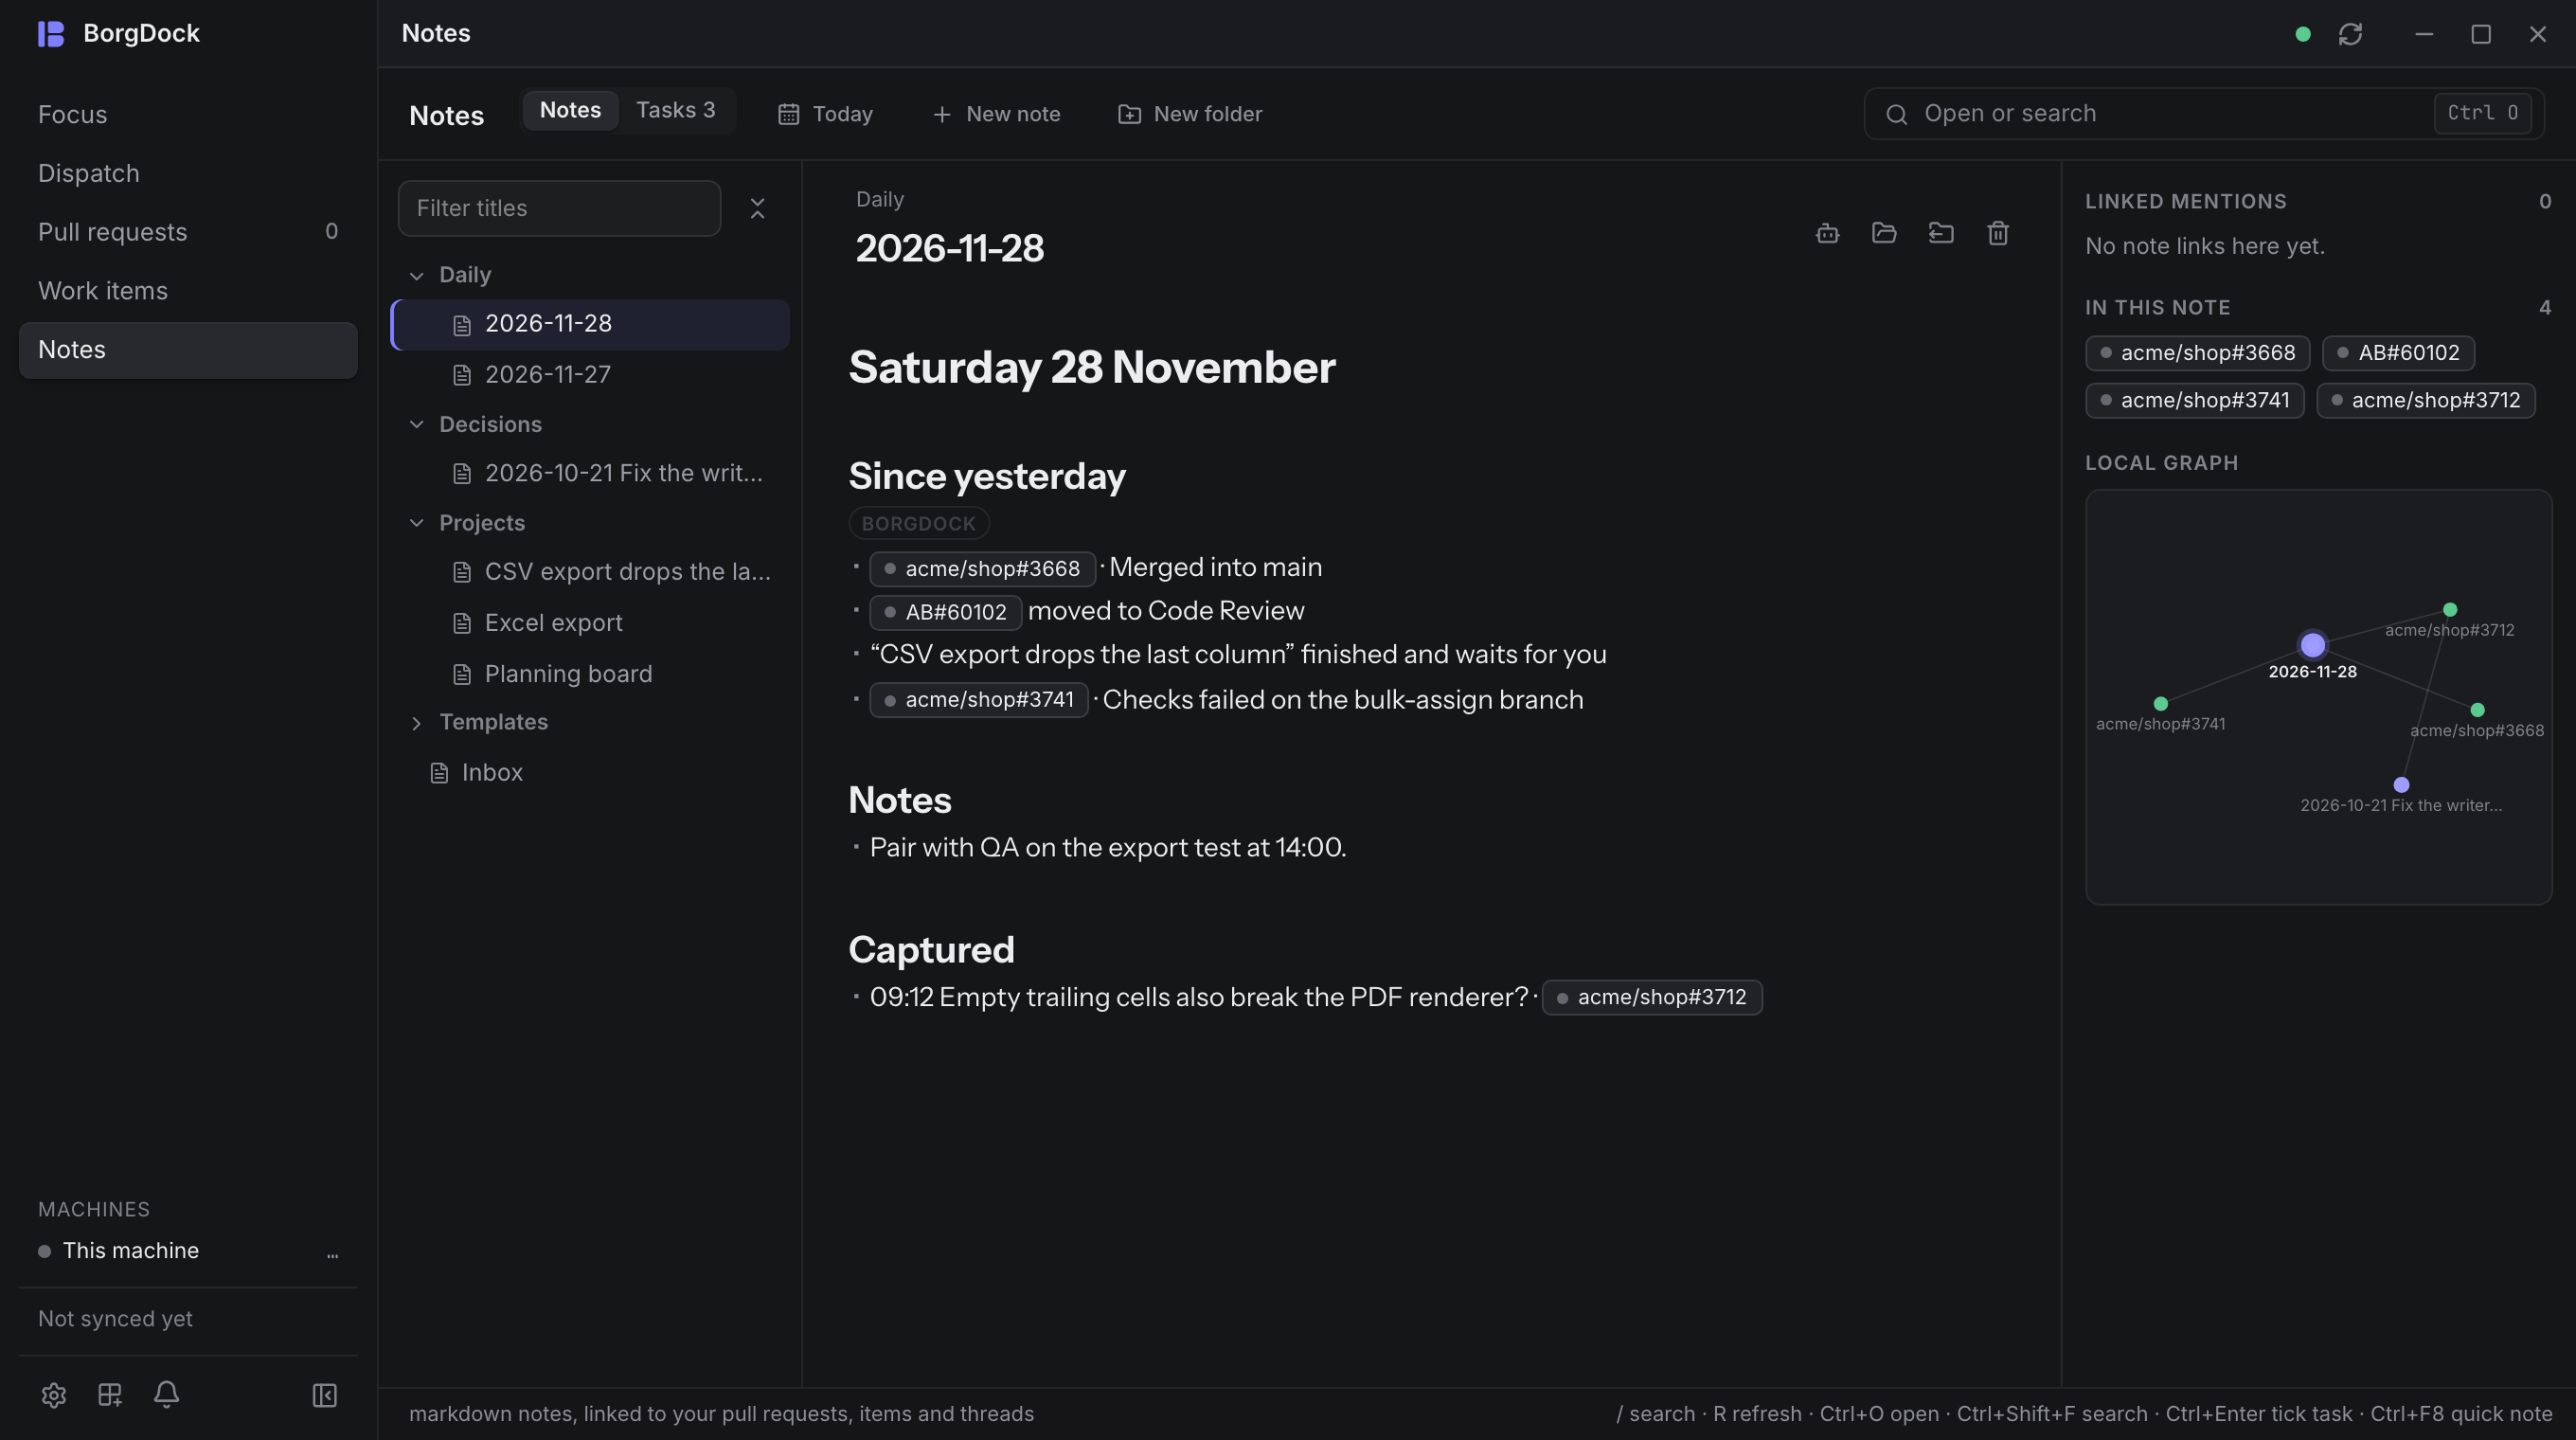 BorgDock
Focus
Dispatch
Pull requests 0
Work items
Notes
MACHINES
This machine ...
Not synced yet
Notes
Notes
Notes Tasks 3
Today
New note
New folder
Open or search Ctrl O
Filter titles
Daily
2026-11-28
2026-11-27
Decisions
2026-10-21 Fix the writ...
Projects
CSV export drops the la...
Excel export
Planning board
Templates
Inbox
Daily
2026-11-28
Saturday 28 November
Since yesterday
BORGDOCK
· acme/shop#3668 · Merged into main
· AB#60102 moved to Code Review
· “CSV export drops the last column” finished and waits for you
· acme/shop#3741 · Checks failed on the bulk-assign branch
Notes
· Pair with QA on the export test at 14:00.
Captured
· 09:12 Empty trailing cells also break the PDF renderer? · acme/shop#3712
LINKED MENTIONS 0
No note links here yet.
IN THIS NOTE 4
acme/shop#3668 AB#60102
acme/shop#3741 acme/shop#3712
LOCAL GRAPH
acme/shop#3712
2026-11-28
acme/shop#3741
acme/shop#3668
2026-10-21 Fix the writer...
markdown notes, linked to your pull requests, items and threads
/ search · R refresh · Ctrl+O open · Ctrl+Shift+F search · Ctrl+Enter tick task · Ctrl+F8 quick note